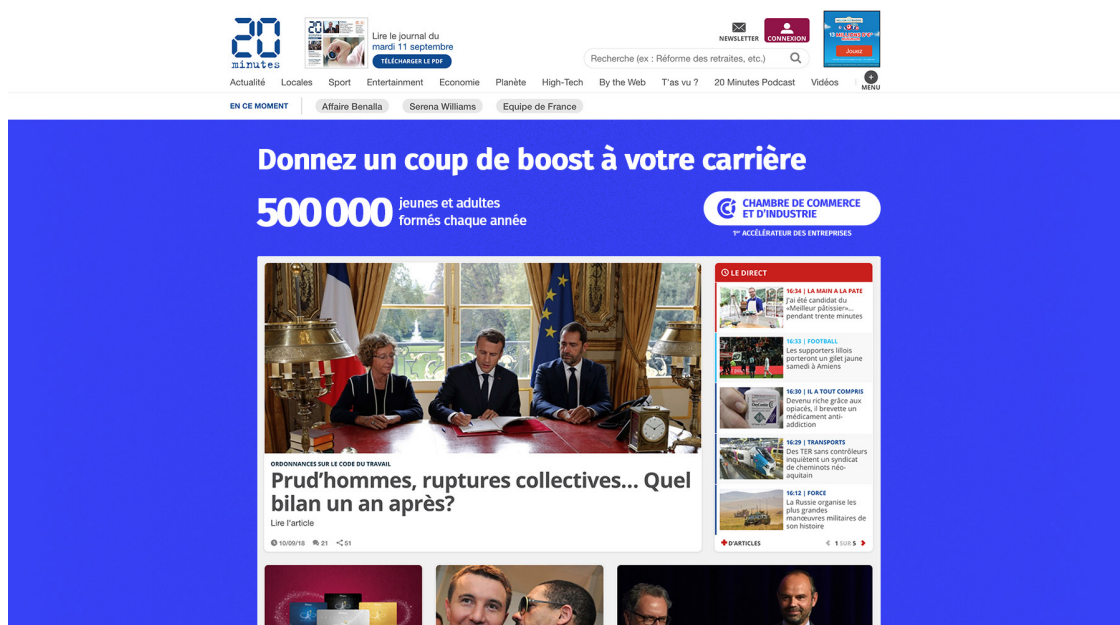 20
minutes
Lire le journal du
mardi 11 septembre
TÉLÉCHARGER LE PDF
NEWSLETTER
CONNEXION
Jouez
Recherche (ex : Réforme des retraites, etc.)
Actualité Locales Sport Entertainment Economie Planète High-Tech By the Web T'as vu ? 20 Minutes Podcast Vidéos
MENU
EN CE MOMENT Affaire Benalla Serena Williams Equipe de France
Donnez un coup de boost à votre carrière
500 000
jeunes et adultes
formés chaque année
CHAMBRE DE COMMERCE
ET D'INDUSTRIE
1er ACCÉLÉRATEUR DES ENTREPRISES
ORDONNANCES SUR LE CODE DU TRAVAIL
Prud'hommes, ruptures collectives... Quel
bilan un an après?
Lire l'article
10/09/18 21 51
LE DIRECT
16:34 | LA MAIN A LA PATE
J'ai été candidat du
«Meilleur pâtissier»...
pendant trente minutes
16:33 | FOOTBALL
Les supporters lillois
porteront un gilet jaune
samedi à Amiens
16:30 | IL A TOUT COMPRIS
Devenu riche grâce aux
opiacés, il brevette un
médicament anti-
addiction
16:29 | TRANSPORTS
Des TER sans contrôleurs
inquiètent un syndicat
de cheminots néo-
aquitain
16:12 | FORCE
La Russie organise les
plus grandes
manœuvres militaires de
son histoire
+D'ARTICLES
1 SUR 5